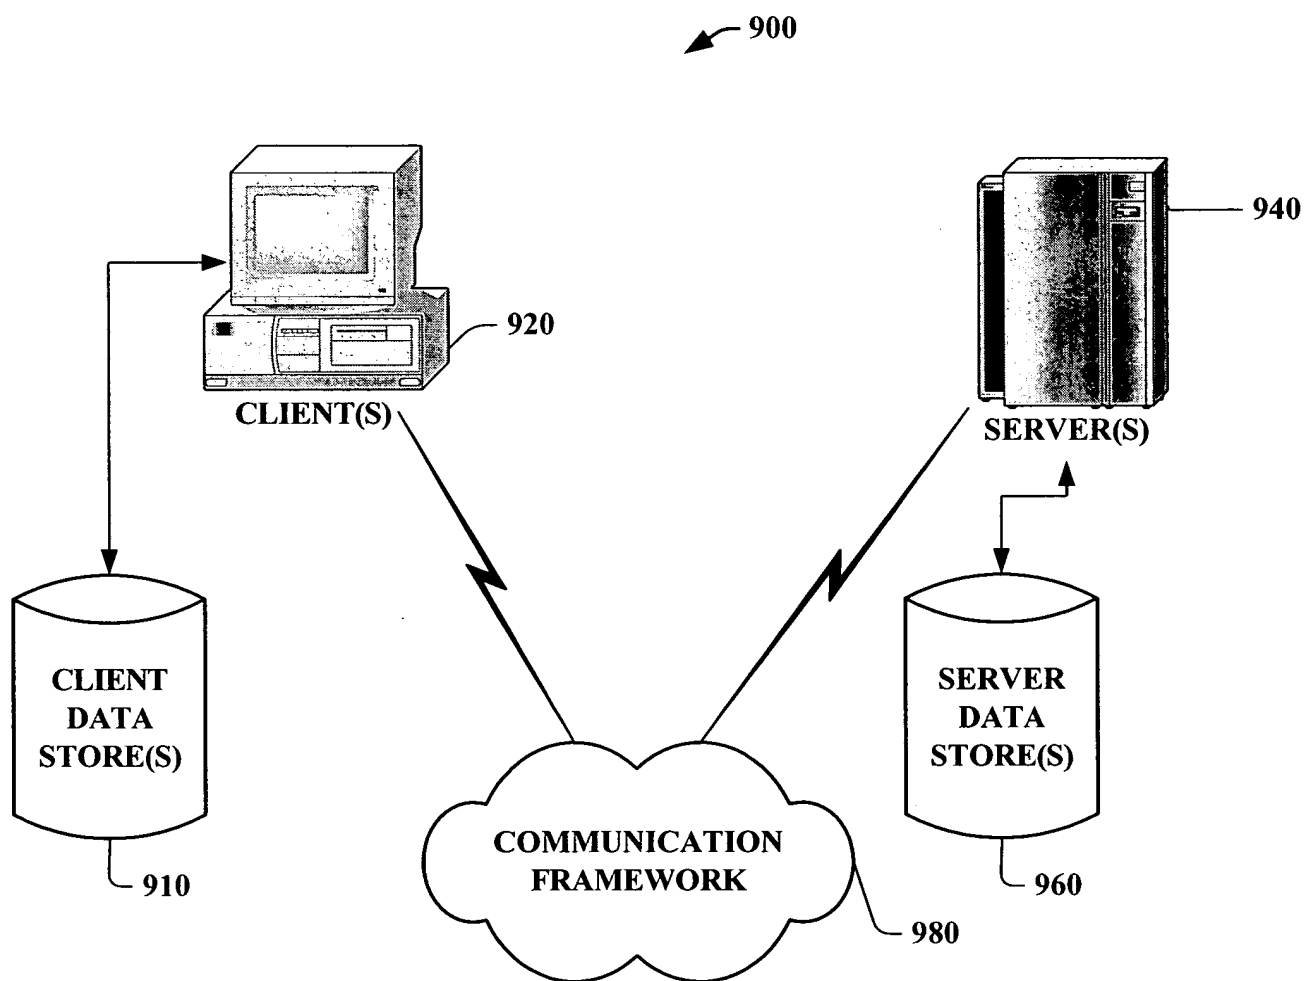 900
940
920
CLIENT(S)
SERVER(S)
CLIENT
DATA
STORE(S)
SERVER
DATA
STORE(S)
COMMUNICATION
FRAMEWORK
910
960
980